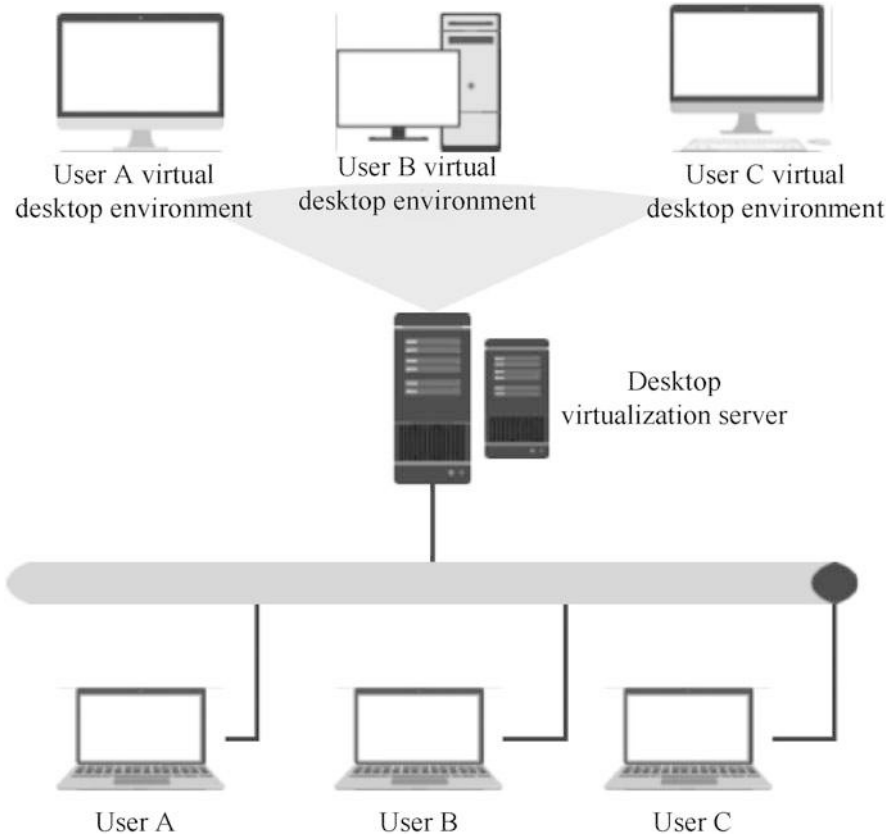 User A virtual
desktop environment
User B virtual
desktop environment
User C virtual
desktop environment
Desktop
virtualization server
User A
User B
User C